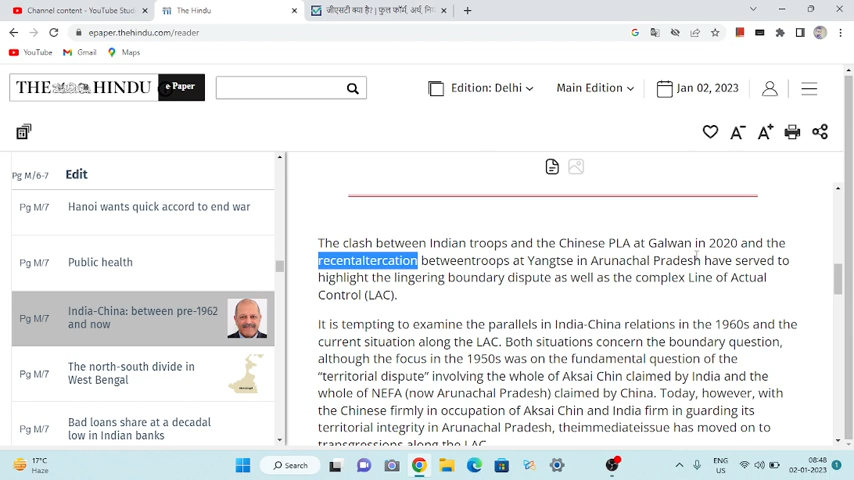 Channel content - YouTube Stud
The Hindu
जीएसटी क्या है? | फुल फॉर्म, अर्थ, निय
epaper.thehindu.com/reader
YouTube
Gmail
Maps
THE HINDU
e Paper
Edition: Delhi
Main Edition
Jan 02, 2023
A-
A+
Pg M/6-7 Edit
Pg M/7 Hanoi wants quick accord to end war
Pg M/7 Public health
Pg M/7 India-China: between pre-1962
and now
Pg M/7 The north-south divide in
West Bengal
Pg M/7 Bad loans share at a decadal
low in Indian banks
The clash between Indian troops and the Chinese PLA at Galwan in 2020 and the
recentaltercation betweentroops at Yangtse in Arunachal Pradesh have served to
highlight the lingering boundary dispute as well as the complex Line of Actual
Control (LAC).
It is tempting to examine the parallels in India-China relations in the 1960s and the
current situation along the LAC. Both situations concern the boundary question,
although the focus in the 1950s was on the fundamental question of the
“territorial dispute” involving the whole of Aksai Chin claimed by India and the
whole of NEFA (now Arunachal Pradesh) claimed by China. Today, however, with
the Chinese firmly in occupation of Aksai Chin and India firm in guarding its
territorial integrity in Arunachal Pradesh, theimmediateissue has moved on to
transgressions along the LAC.
17°C
Haze
Search
ENG
US
08:48
02-01-2023
1